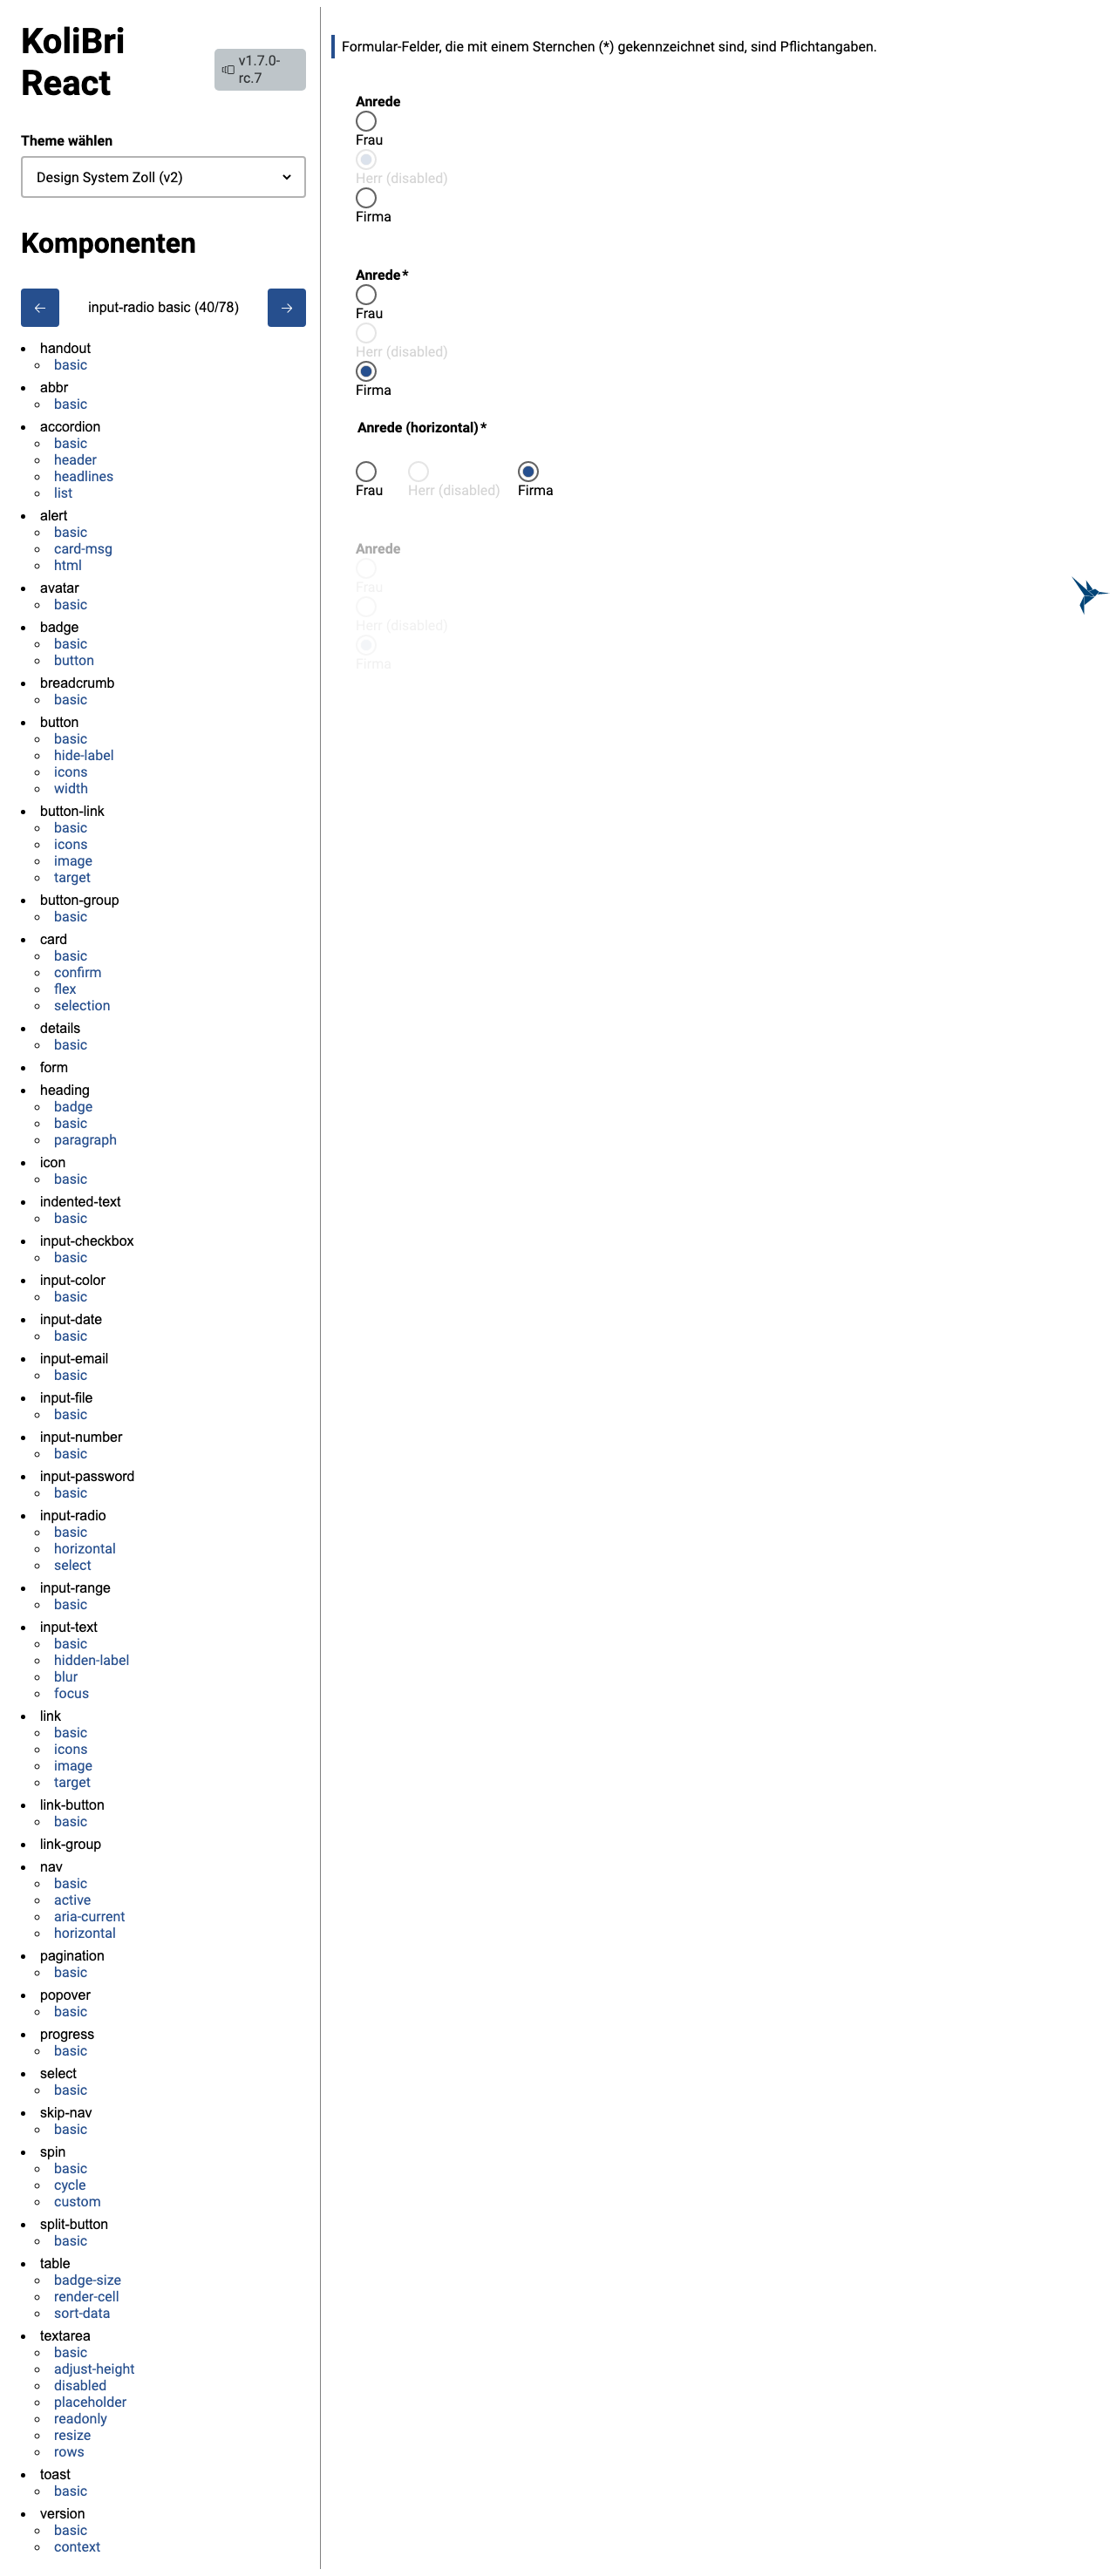 KoliBri
React
v1.7.0-
rc.7
Theme wählen
Design System Zoll (v2)
Komponenten
input-radio basic (40/78)
handout
basic
abbr
basic
accordion
basic
header
headlines
list
alert
basic
card-msg
html
avatar
basic
badge
basic
button
breadcrumb
basic
button
basic
hide-label
icons
width
button-link
basic
icons
image
target
button-group
basic
card
basic
confirm
flex
selection
details
basic
form
heading
badge
basic
paragraph
icon
basic
indented-text
basic
input-checkbox
basic
input-color
basic
input-date
basic
input-email
basic
input-file
basic
input-number
basic
input-password
basic
input-radio
basic
horizontal
select
input-range
basic
input-text
basic
hidden-label
blur
focus
link
basic
icons
image
target
link-button
basic
link-group
nav
basic
active
aria-current
horizontal
pagination
basic
popover
basic
progress
basic
select
basic
skip-nav
basic
spin
basic
cycle
custom
split-button
basic
table
badge-size
render-cell
sort-data
textarea
basic
adjust-height
disabled
placeholder
readonly
resize
rows
toast
basic
version
basic
context
Formular-Felder, die mit einem Sternchen (*) gekennzeichnet sind, sind Pflichtangaben.
Anrede
Frau
Herr (disabled)
Firma
Anrede*
Frau
Herr (disabled)
Firma
Anrede (horizontal)*
Frau Herr (disabled) Firma
Anrede
Frau
Herr (disabled)
Firma